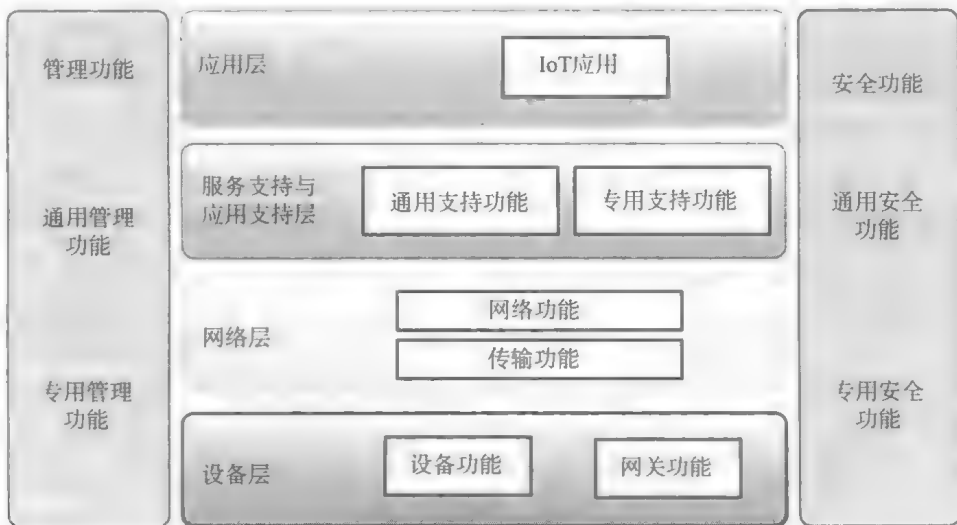 管理功能
通用管理
功能
专用管理
功能
应用层
IoT应用
服务支持与
应用支持层
通用支持功能
专用支持功能
网络层
网络功能
传输功能
设备层
设备功能
网关功能
安全功能
通用安全
功能
专用安全
功能